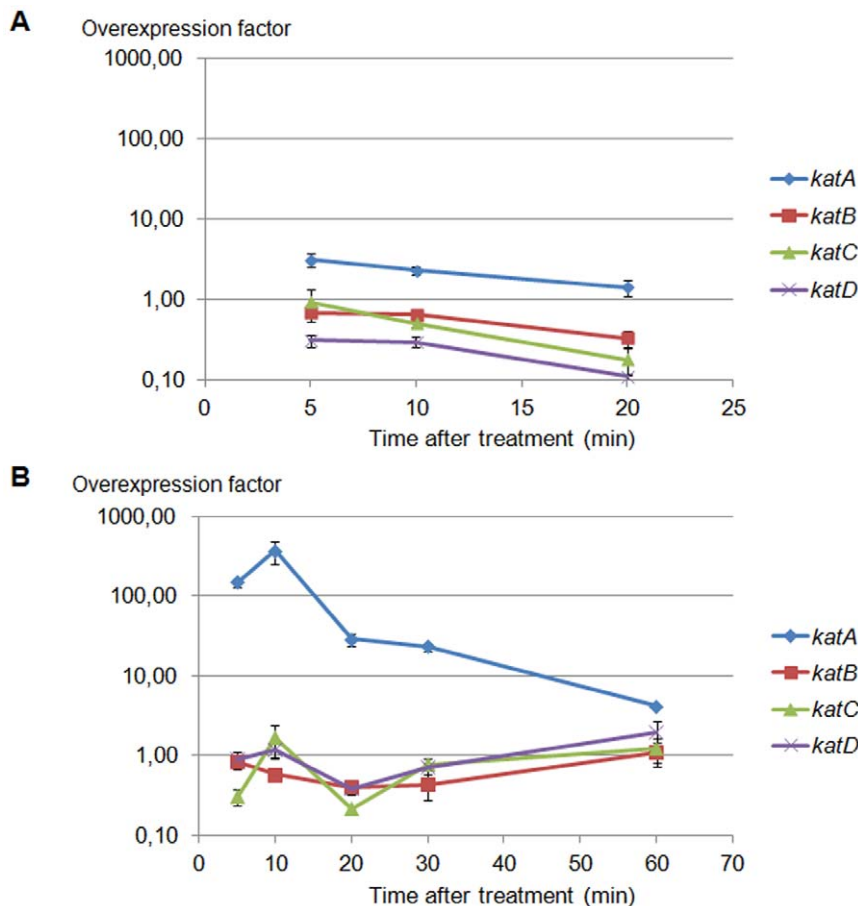 A
Overexpression factor
1000,00
100,00
10,00
1,00
0,10
0 5 10 15 20 25
Time after treatment (min)
katA
katB
katC
katD
B
Overexpression factor
1000,00
100,00
10,00
1,00
0,10
0 10 20 30 40 50 60 70
Time after treatment (min)
katA
katB
katC
katD